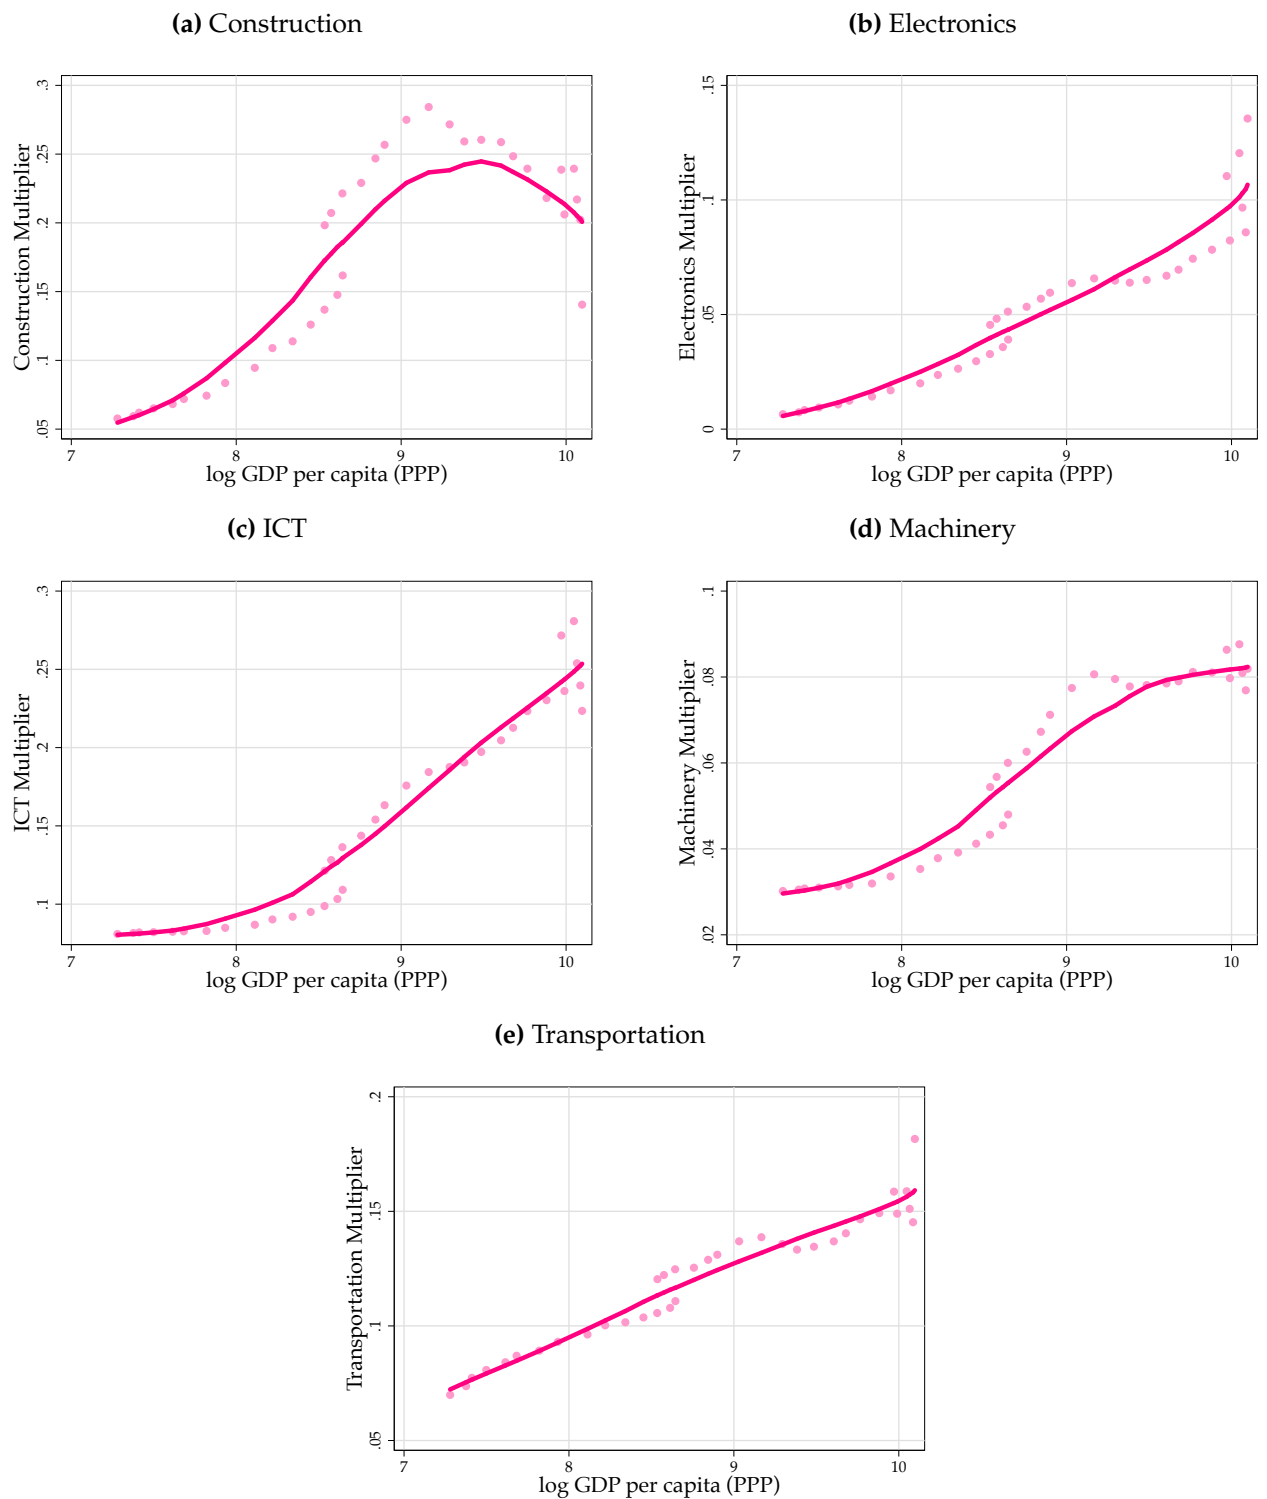 (a) Construction
.3
.25
.2
.15
.1
.05
Construction Multiplier
7 8 9 10
log GDP per capita (PPP)
(b) Electronics
.15
.1
.05
0
Electronics Multiplier
7 8 9 10
log GDP per capita (PPP)
(c) ICT
.3
.25
.2
.15
.1
ICT Multiplier
7 8 9 10
log GDP per capita (PPP)
(d) Machinery
.1
.08
.06
.04
.02
Machinery Multiplier
7 8 9 10
log GDP per capita (PPP)
(e) Transportation
.2
.15
.1
.05
Transportation Multiplier
7 8 9 10
log GDP per capita (PPP)